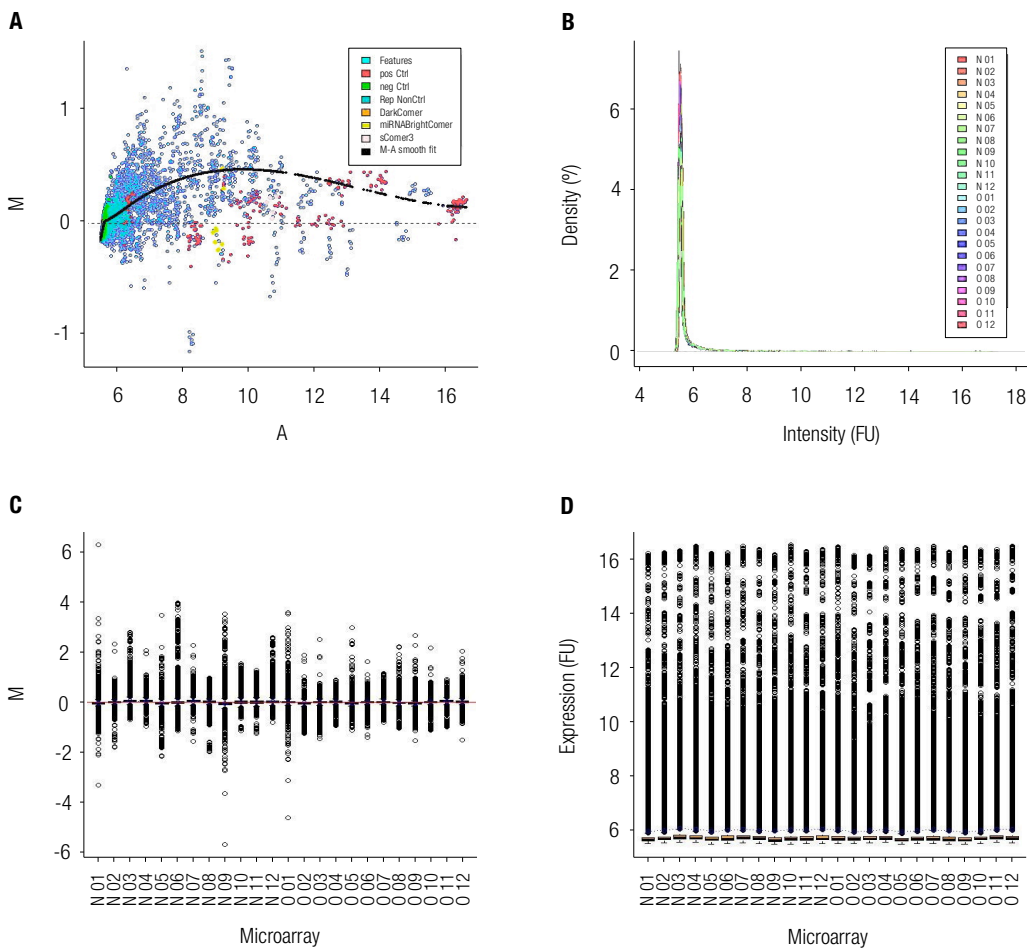 A
M
1
0
-1
6
8
10
12
14
16
A
Features
pos Ctrl
neg Ctrl
Rep NonCtrl
DarkComer
miRNABrightComer
sComer3
M-A smooth fit
B
Density (º/)
6
4
2
0
4
6
8
10
12
14
16
18
Intensity (FU)
N 01
N 02
N 03
N 04
N 05
N 06
N 07
N 08
N 09
N 10
N 11
N 12
O 01
O 02
O 03
O 04
O 05
O 06
O 07
O 08
O 09
O 10
O 11
O 12
C
M
6
4
2
0
-2
-4
-6
N 01
N 02
N 03
N 04
N 05
N 06
N 07
N 08
N 09
N 10
N 11
N 12
O 01
O 02
O 03
O 04
O 05
O 06
O 07
O 08
O 09
O 10
O 11
O 12
Microarray
D
Expression (FU)
16
14
12
10
8
6
N 01
N 02
N 03
N 04
N 05
N 06
N 07
N 08
N 09
N 10
N 11
N 12
O 01
O 02
O 03
O 04
O 05
O 06
O 07
O 08
O 09
O 10
O 11
O 12
Microarray